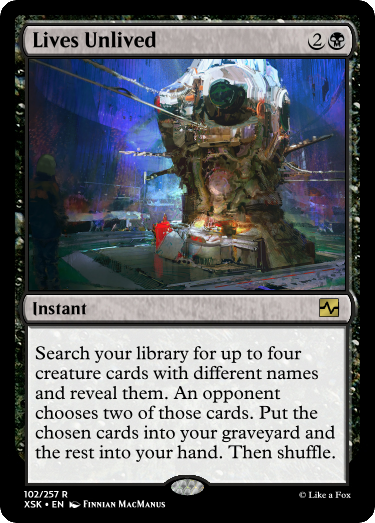 Lives Unlived 2
Instant
Search your library for up to four
creature cards with different names
and reveal them. An opponent
chooses two of those cards. Put the
chosen cards into your graveyard and
the rest into your hand. Then shuffle.
102/257 R
XSK • EN Finnian MacManus
© Like a Fox